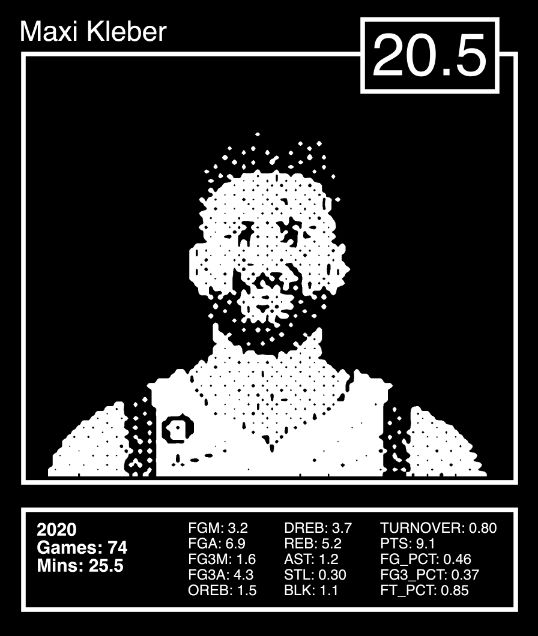 Maxi Kleber
20.5
2020
Games: 74
Mins: 25.5
FGM: 3.2
FGA: 6.9
FG3M: 1.6
FG3A: 4.3
OREB: 1.5
DREB: 3.7
REB: 5.2
AST: 1.2
STL: 0.30
BLK: 1.1
TURNOVER: 0.80
PTS: 9.1
FG_PCT: 0.46
FG3_PCT: 0.37
FT_PCT: 0.85